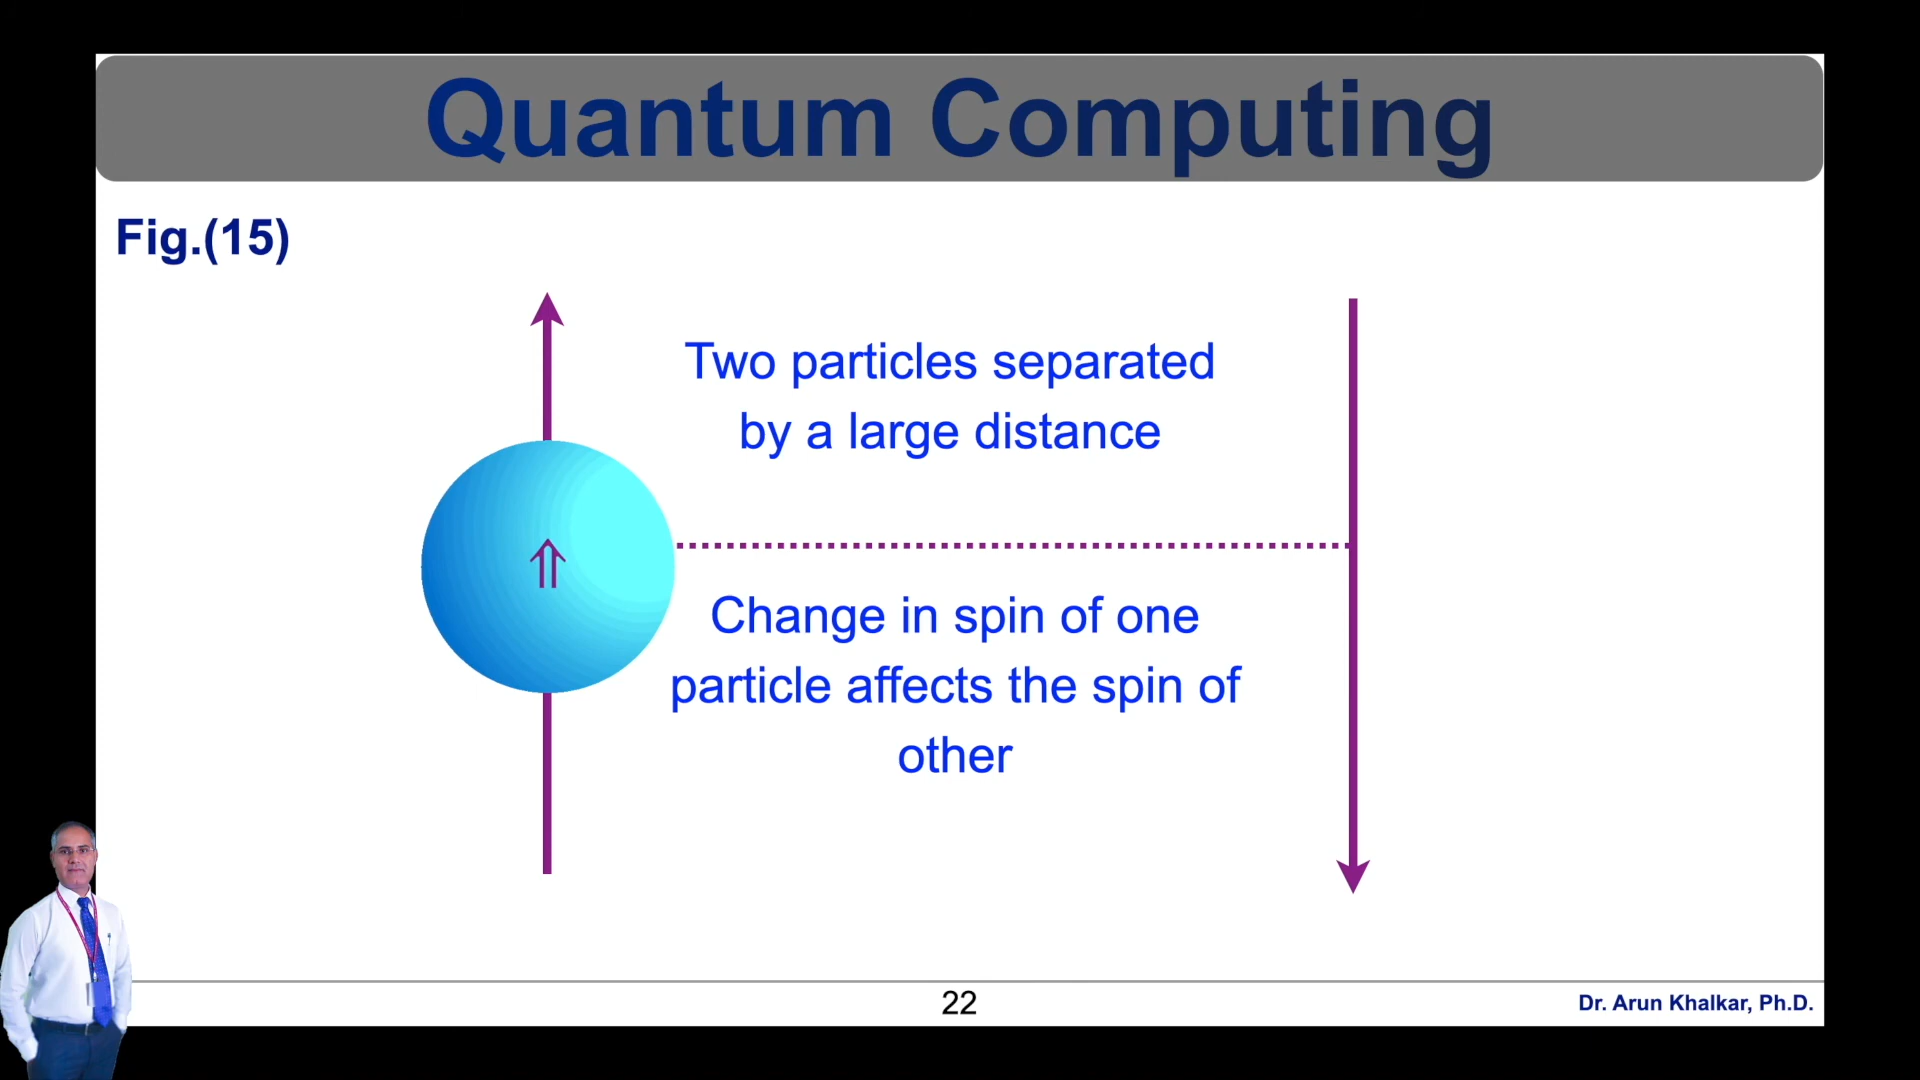 Quantum Computing
Fig.(15)
Two particles separated
by a large distance
⇑
Change in spin of one
particle affects the spin of
other
22
Dr. Arun Khalkar, Ph.D.